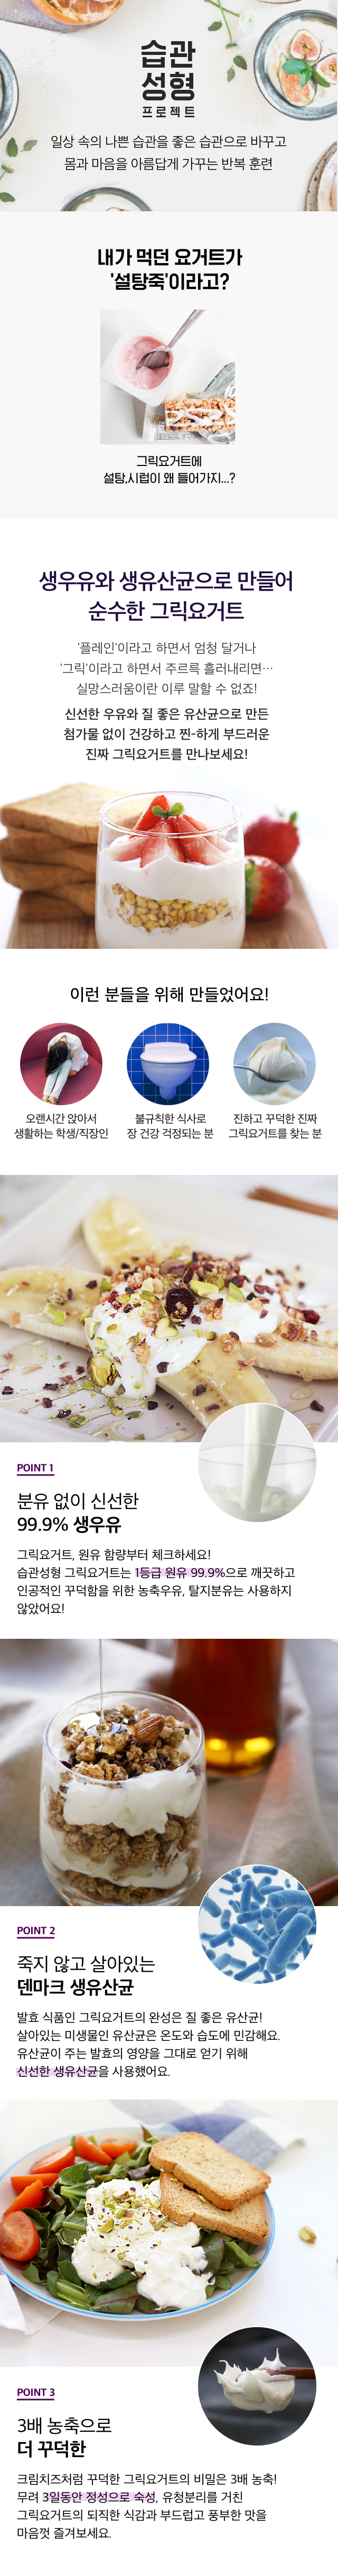 습관
성형
프로젝트
일상 속의 나쁜 습관을 좋은 습관으로 바꾸고
몸과 마음을 아름답게 가꾸는 반복 훈련
내가 먹던 요거트가
'설탕죽'이라고?
그릭요거트에
설탕,시럽이 왜 들어가지...?
생우유와 생유산균으로 만들어
순수한 그릭요거트
'플레인'이라고 하면서 엄청 달거나
'그릭'이라고 하면서 주르륵 흘러내리면…
실망스러움이란 이루 말할 수 없죠!
신선한 우유와 질 좋은 유산균으로 만든
첨가물 없이 건강하고 찐-하게 부드러운
진짜 그릭요거트를 만나보세요!
이런 분들을 위해 만들었어요!
오랜시간 앉아서
생활하는 학생/직장인
불규칙한 식사로
장 건강 걱정되는 분
진하고 꾸덕한 진짜
그릭요거트를 찾는 분
POINT 1
분유 없이 신선한
99.9% 생우유
그릭요거트, 원유 함량부터 체크하세요!
습관성형 그릭요거트는 1등급 원유 99.9%으로 깨끗하고
인공적인 꾸덕함을 위한 농축우유, 탈지분유는 사용하지
않았어요!
POINT 2
죽지 않고 살아있는
덴마크 생유산균
발효 식품인 그릭요거트의 완성은 질 좋은 유산균!
살아있는 미생물인 유산균은 온도와 습도에 민감해요.
유산균이 주는 발효의 영양을 그대로 얻기 위해
신선한 생유산균을 사용했어요.
POINT 3
3배 농축으로
더 꾸덕한
크림치즈처럼 꾸덕한 그릭요거트의 비밀은 3배 농축!
무려 3일동안 정성으로 숙성, 유청분리를 거친
그릭요거트의 되직한 식감과 부드럽고 풍부한 맛을
마음껏 즐겨보세요.